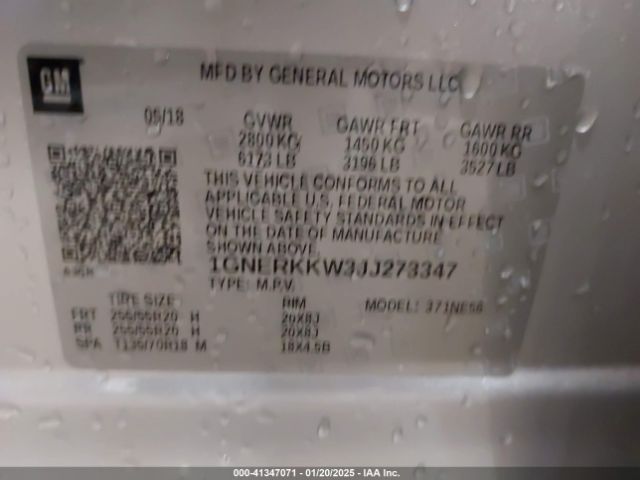 GM
MFD BY GENERAL MOTORS LLC
06/18 GVWR GAWR FRT GAWR RR
2800 KG 1450 KG 1600 KG
6173 LB 3196 LB 3527 LB
THIS VEHICLE CONFORMS TO ALL
APPLICABLE U.S. FEDERAL MOTOR
VEHICLE SAFETY STANDARDS IN EFFECT
ON THE DATE OF MANUFACTURE
SHOWN ABOVE.
1GNERKKW3JJ273347
TYPE: M.P.V.
TIRE SIZE RIM MODEL: 371NE56
FRT 255/55R20 H 20X8J
RR 255/55R20 H 20X8J
SPA T135/70R18 M 18X4.5B
000-41347071 - 01/20/2025 - IAA Inc.